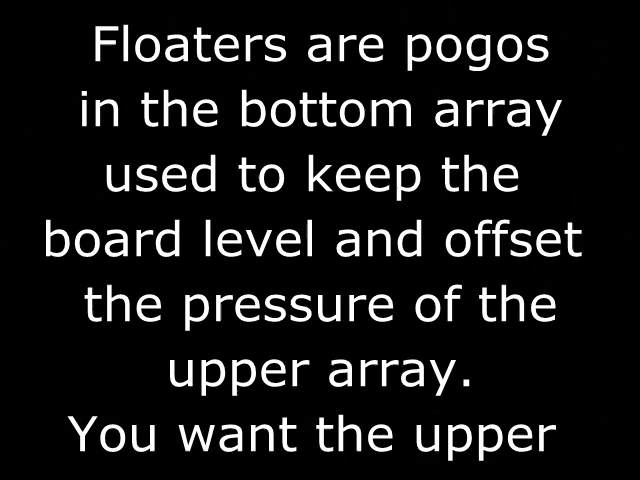 Floaters are pogos
in the bottom array
used to keep the
board level and offset
the pressure of the
upper array.
You want the upper